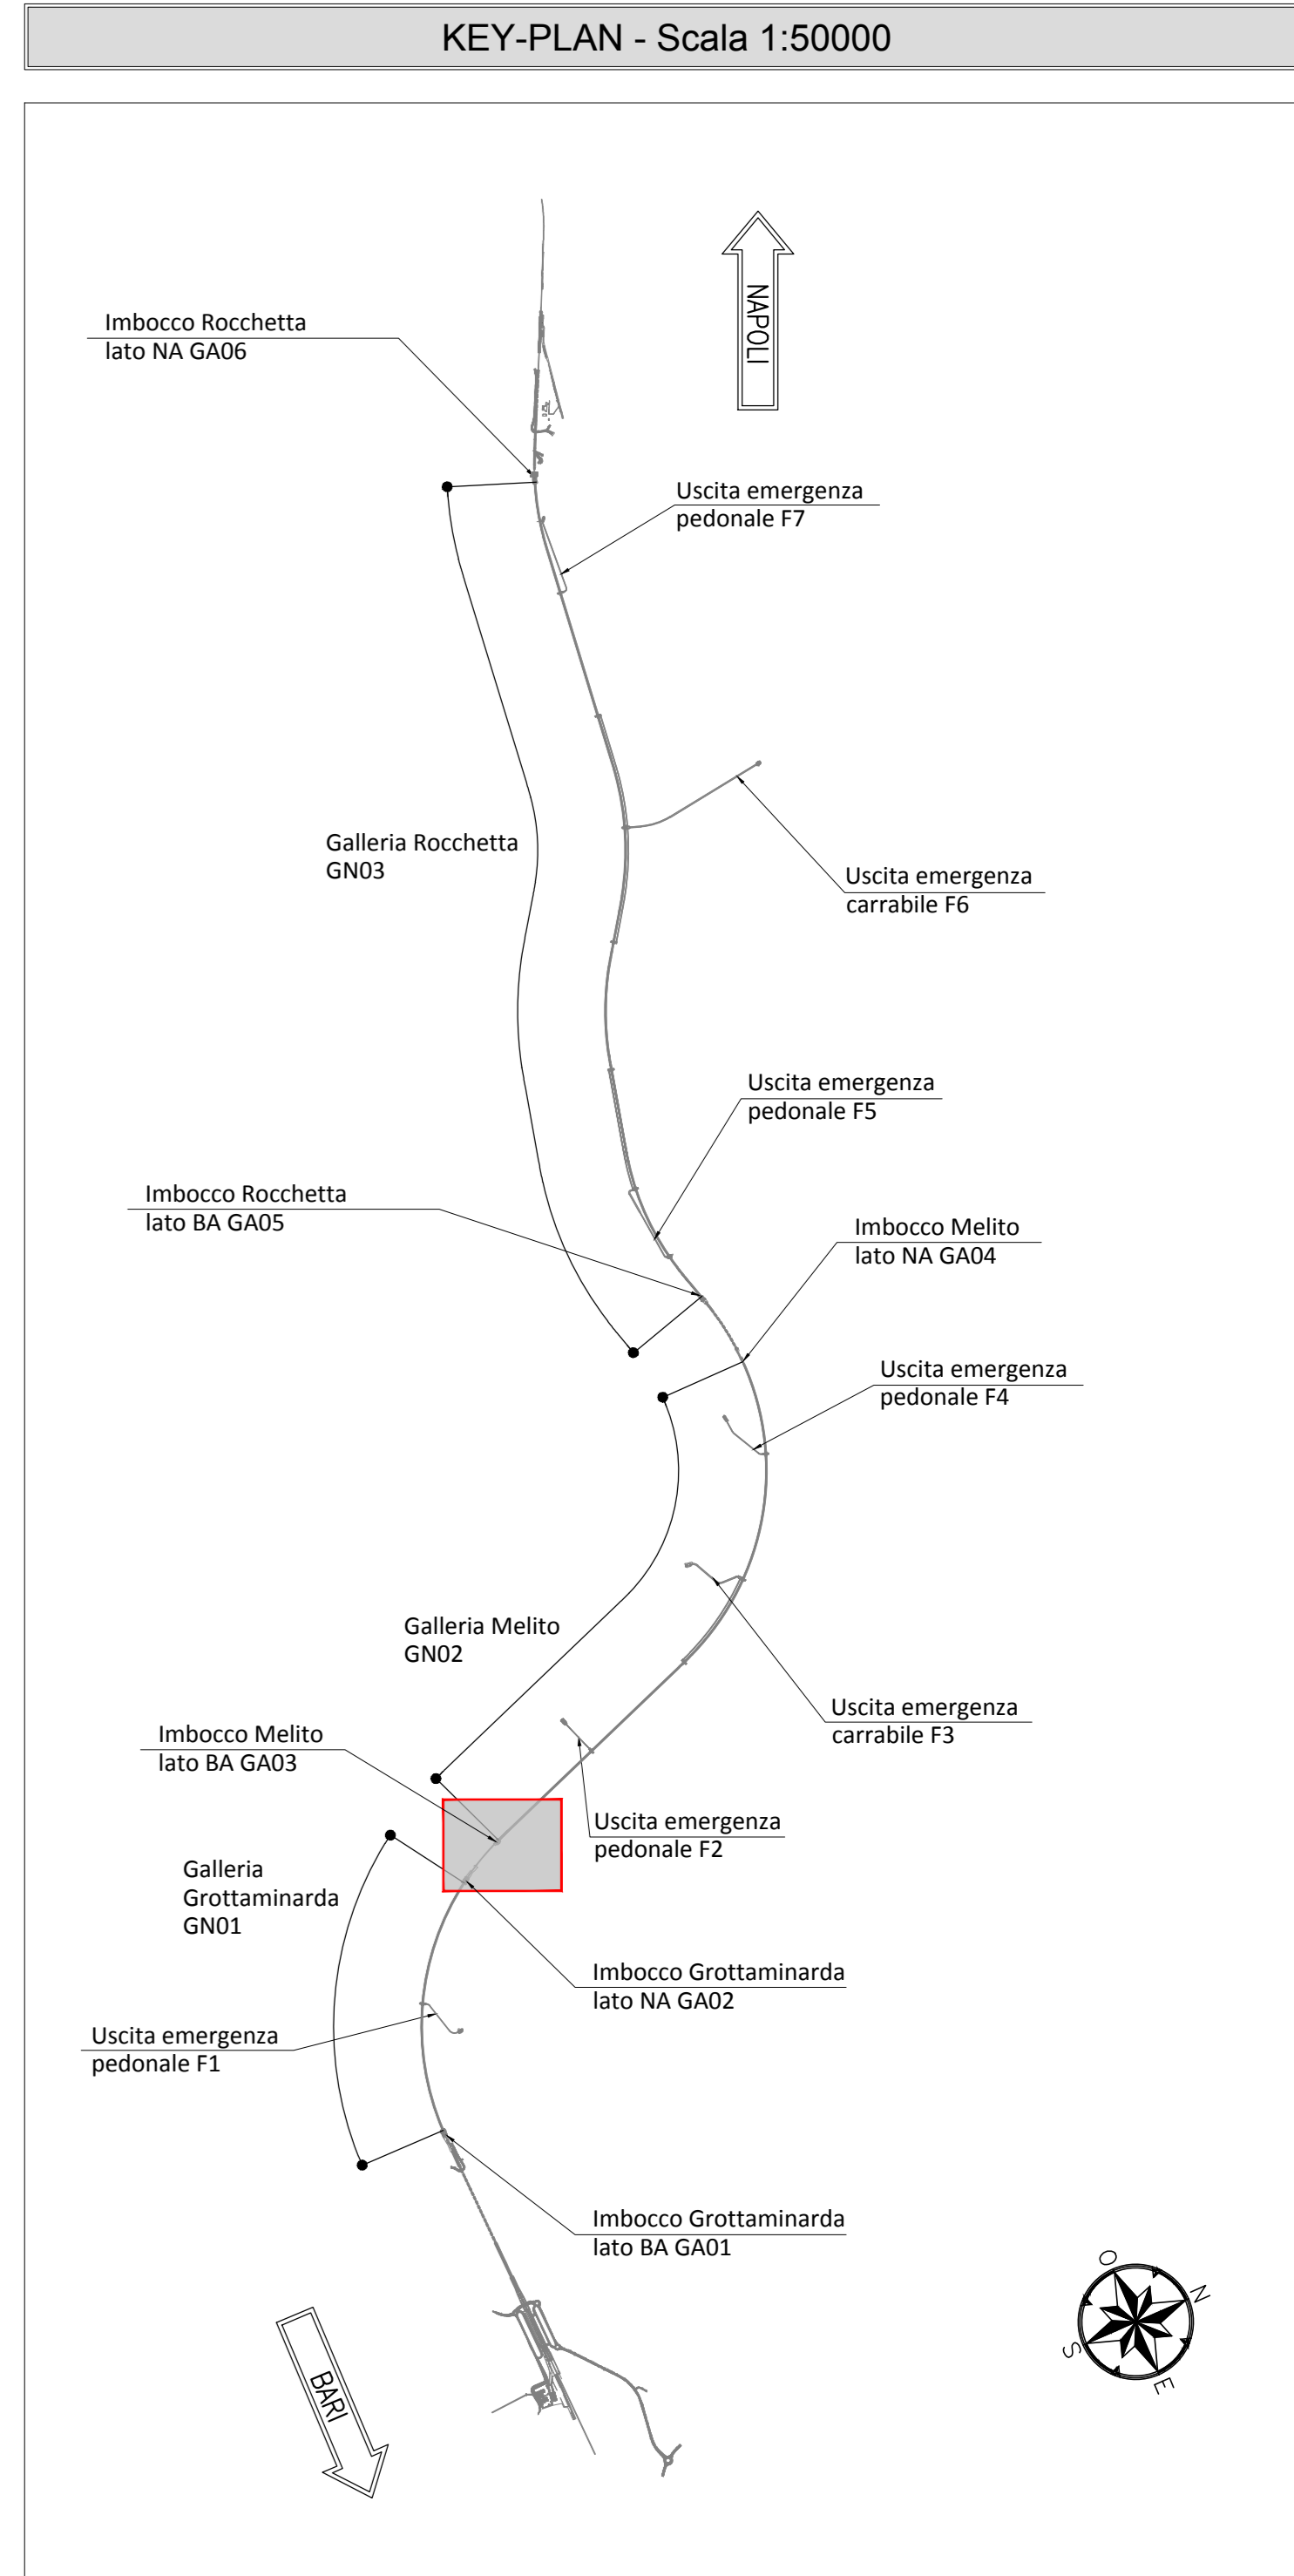 KEY-PLAN - Scala 1:50000
NAPOLI
Imbocco Rocchetta
lato NA GA06
Uscita emergenza
pedonale F7
Galleria Rocchetta
GN03
Uscita emergenza
carrabile F6
Uscita emergenza
pedonale F5
Imbocco Rocchetta
lato BA GA05
Imbocco Melito
lato NA GA04
Uscita emergenza
pedonale F4
Galleria Melito
GN02
Uscita emergenza
carrabile F3
Imbocco Melito
lato BA GA03
Uscita emergenza
pedonale F2
Galleria
Grottaminarda
GN01
Imbocco Grottaminarda
lato NA GA02
Uscita emergenza
pedonale F1
Imbocco Grottaminarda
lato BA GA01
BARI
O
N
S
E